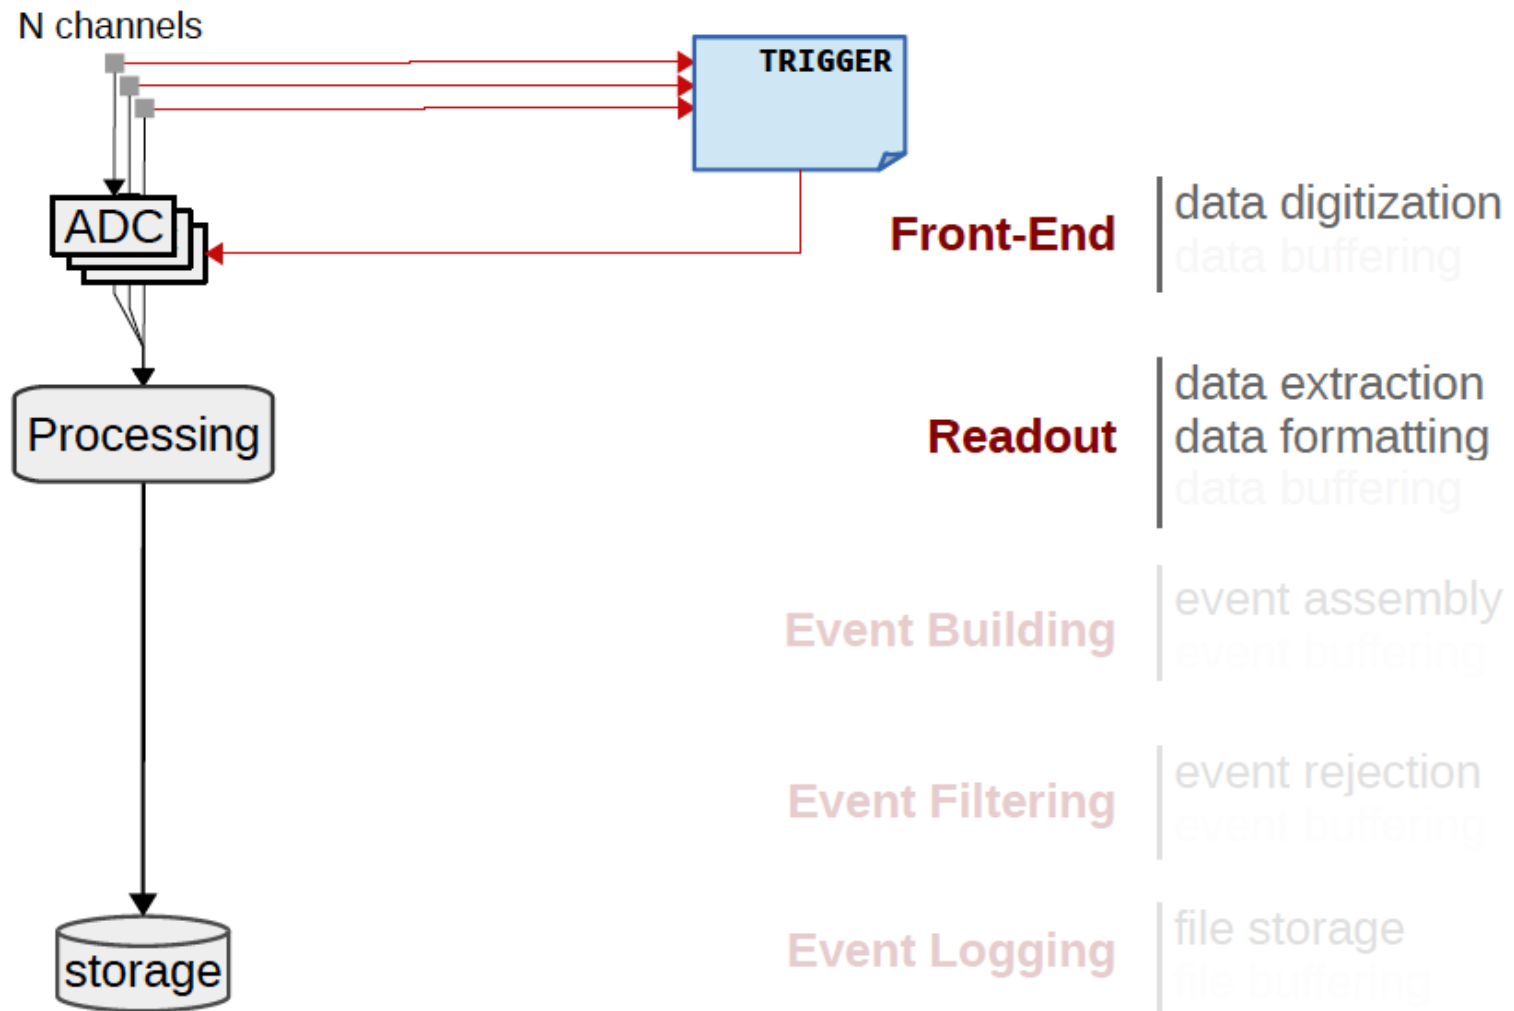 N channels
TRIGGER
ADC
Front-End
data digitization
data buffering
Processing
Readout
data extraction
data formatting
data buffering
Event Building
event assembly
event buffering
Event Filtering
event rejection
event buffering
storage
Event Logging
file storage
file buffering